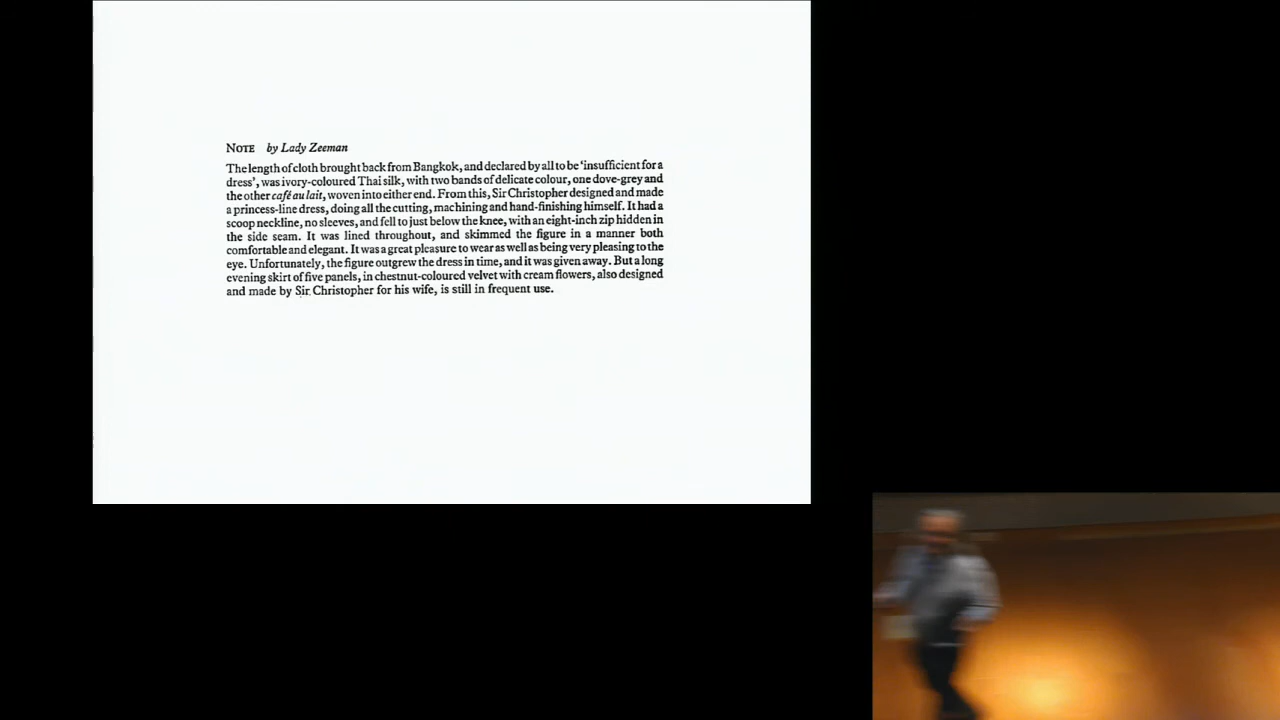 NOTE by Lady Zeeman
The length of cloth brought back from Bangkok, and declared by all to be ‘insufficient for a
dress’, was ivory-coloured Thai silk, with two bands of delicate colour, one dove-grey and
the other café au lait, woven into either end. From this, Sir Christopher designed and made
a princess-line dress, doing all the cutting, machining and hand-finishing himself. It had a
scoop neckline, no sleeves, and fell to just below the knee, with an eight-inch zip hidden in
the side seam. It was lined throughout, and skimmed the figure in a manner both
comfortable and elegant. It was a great pleasure to wear as well as being very pleasing to the
eye. Unfortunately, the figure outgrew the dress in time, and it was given away. But a long
evening skirt of five panels, in chestnut-coloured velvet with cream flowers, also designed
and made by Sir Christopher for his wife, is still in frequent use.